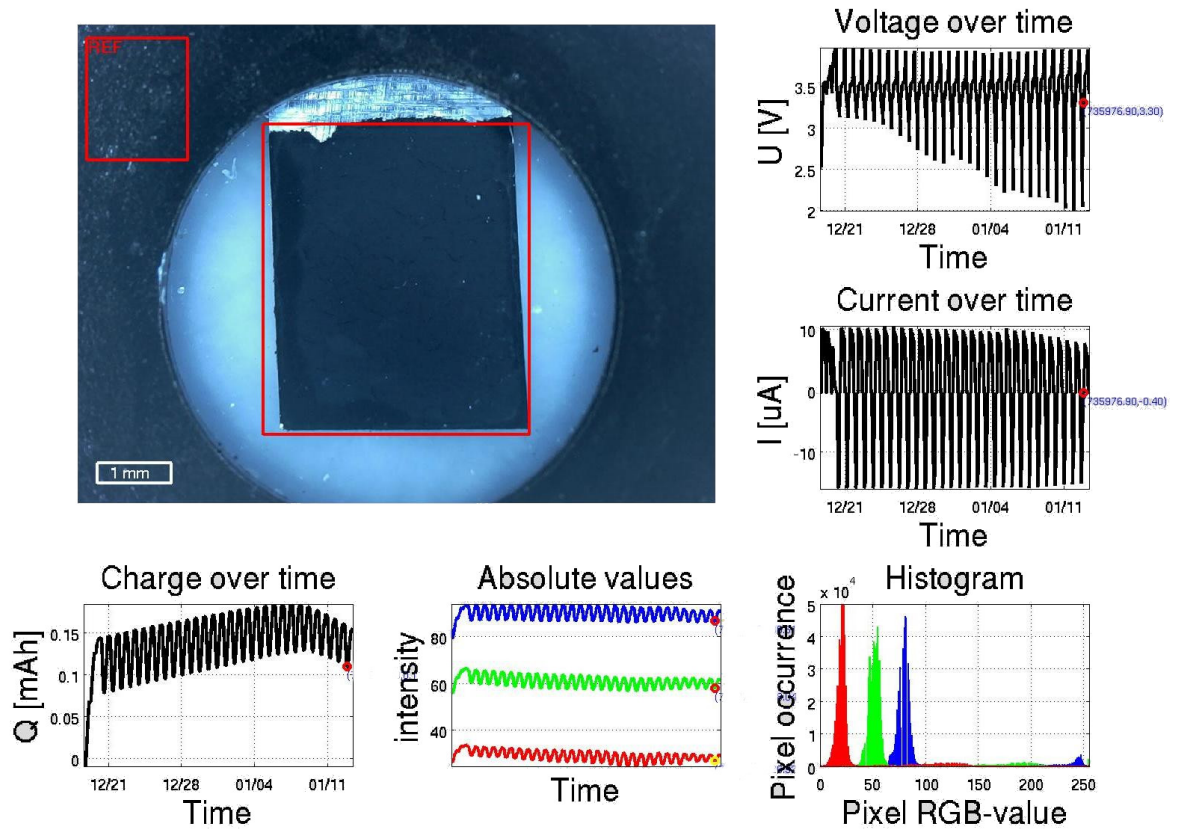 REF
1 mm
Voltage over time
U [V]
3.5
3
2.5
2
(735976.90,3.30)
12/21 12/28 01/04 01/11
Time
Current over time
I [uA]
10
0
-10
(735976.90,-0.40)
12/21 12/28 01/04 01/11
Time
Charge over time
Q [mAh]
0.15
0.1
0.05
0
12/21 12/28 01/04 01/11
Time
Absolute values
intensity
80
60
40
Time
Histogram
Pixel occurrence
x 10^4
5
4
3
2
1
0
0 50 100 150 200 250
Pixel RGB-value